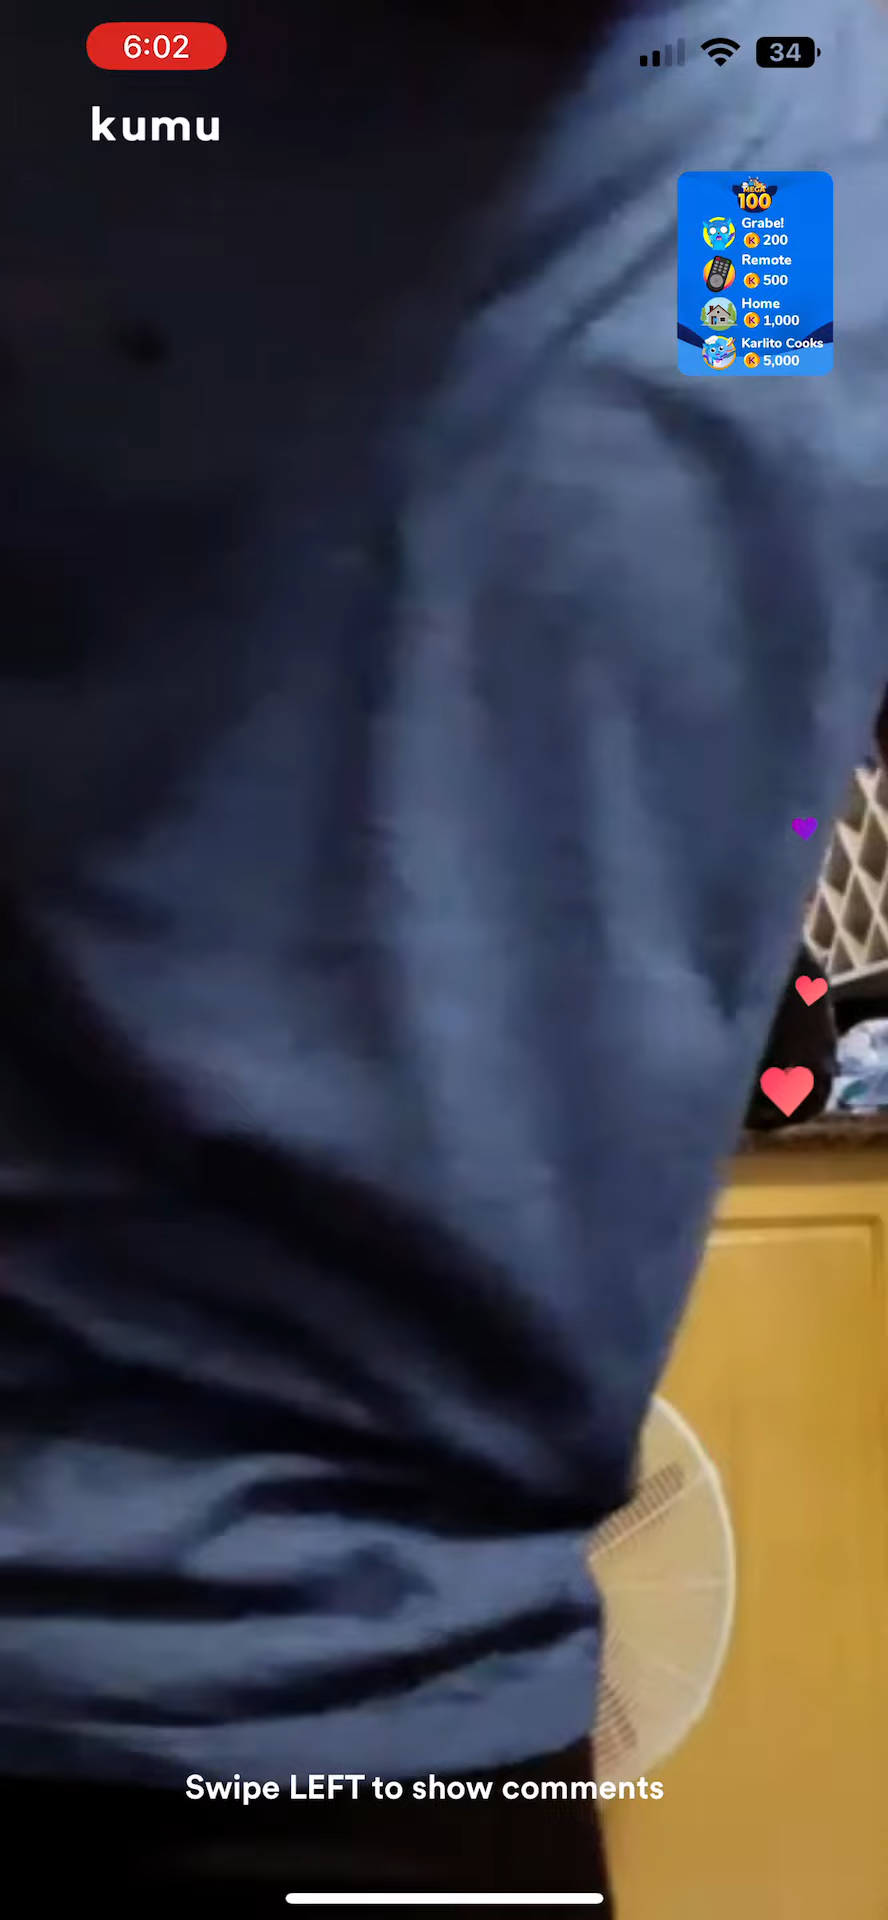 6:02
34
kumu
MEGA
100
Grabe!
K 200
Remote
K 500
Home
K 1,000
Karlito Cooks
K 5,000
Swipe LEFT to show comments